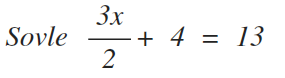 Sovle 3x/2 + 4 = 13